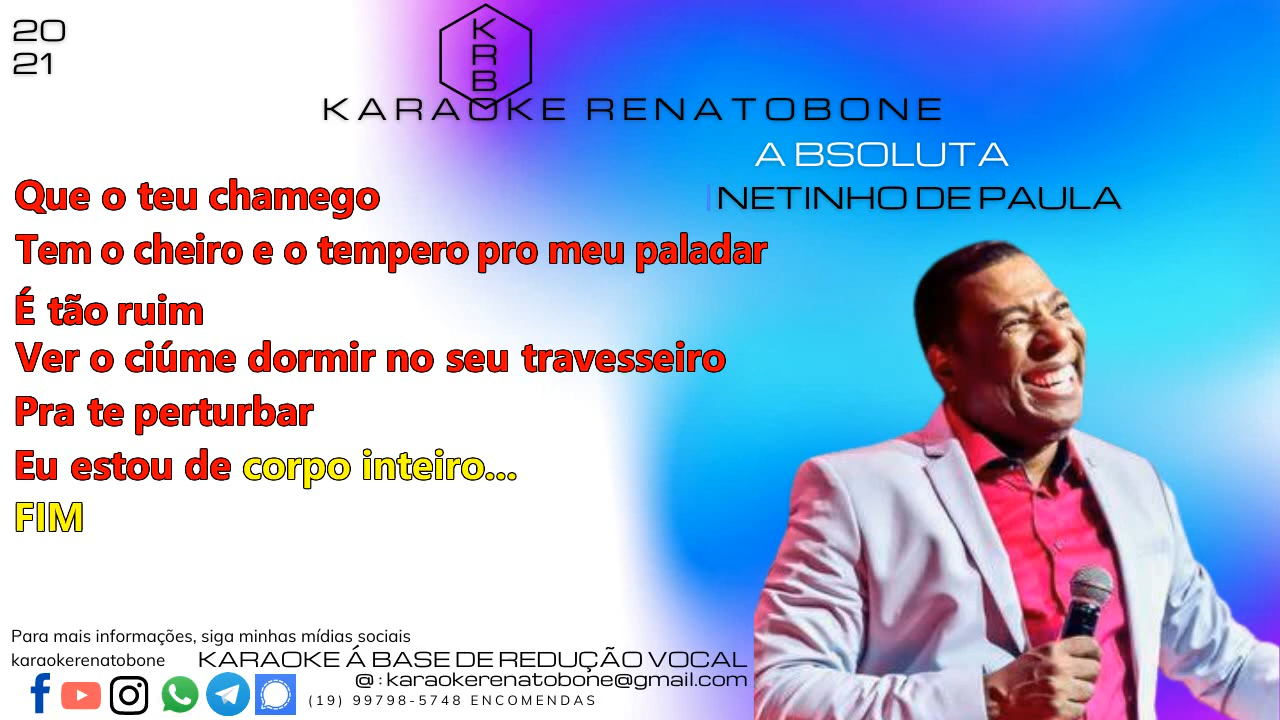 20
21
K
R
B
KARAOKE RENATOBONE
ABSOLUTA
NETINHO DE PAULA
Que o teu chamego
Tem o cheiro e o tempero pro meu paladar
É tão ruim
Ver o ciúme dormir no seu travesseiro
Pra te perturbar
Eu estou de corpo inteiro...
FIM
Para mais informações, siga minhas mídias sociais
karaokerenatobone
KARAOKE Á BASE DE REDUÇÃO VOCAL
@:karaokerenatobone@gmail.com
(19) 99798-5748 ENCOMENDAS